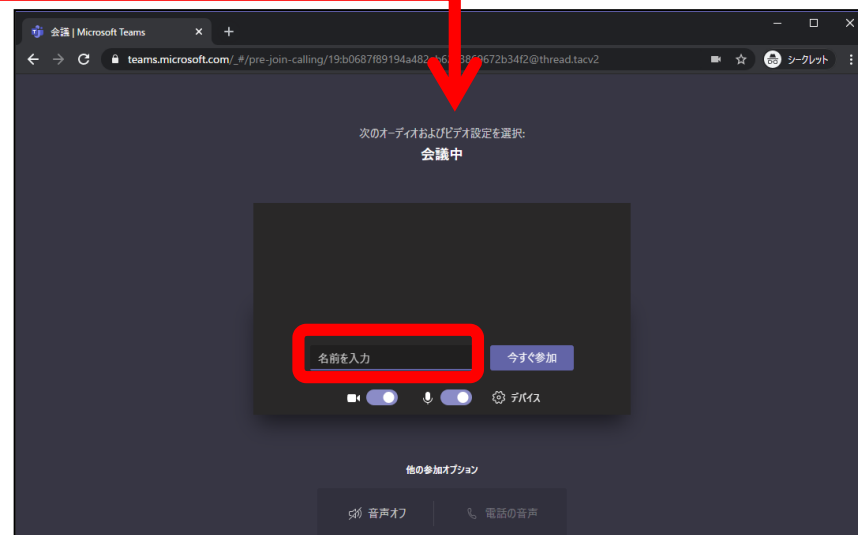 会議 | Microsoft Teams
teams.microsoft.com/_#/pre-join-calling/19:b0687f89194a482
672b34f2@thread.tacv2
シークレット
次のオーディオおよびビデオ設定を選択:
会議中
名前を入力
今すぐ参加
デバイス
他の参加オプション
音声オフ
電話の音声